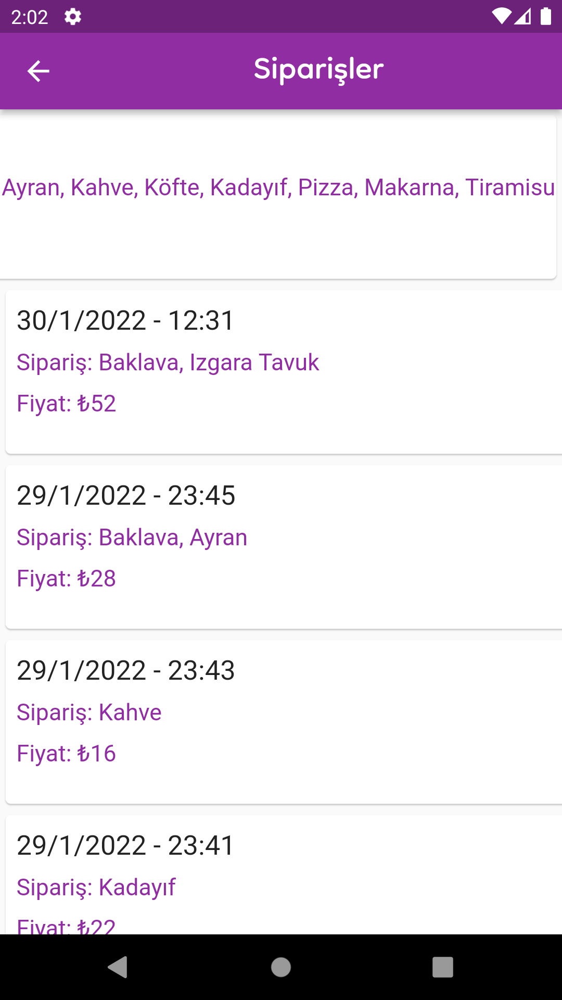 2:02
Siparişler
Ayran, Kahve, Köfte, Kadayıf, Pizza, Makarna, Tiramisu
30/1/2022 - 12:31
Sipariş: Baklava, Izgara Tavuk
Fiyat: ₺52
29/1/2022 - 23:45
Sipariş: Baklava, Ayran
Fiyat: ₺28
29/1/2022 - 23:43
Sipariş: Kahve
Fiyat: ₺16
29/1/2022 - 23:41
Sipariş: Kadayıf
Fiyat: ₺22